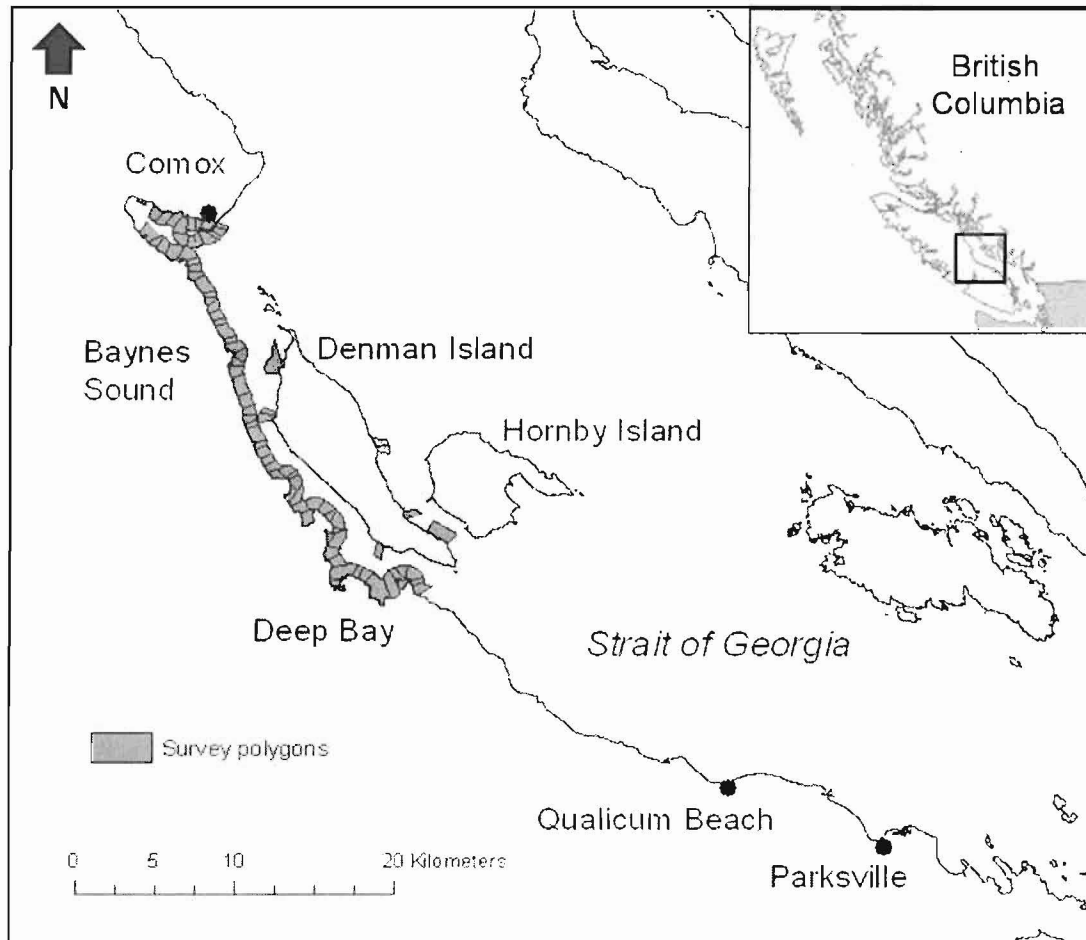 N
British
Columbia
Comox
Baynes
Sound
Denman Island
Hornby Island
Deep Bay
Strait of Georgia
Survey polygons
Qualicum Beach
Parksville
0 5 10 20 Kilometers